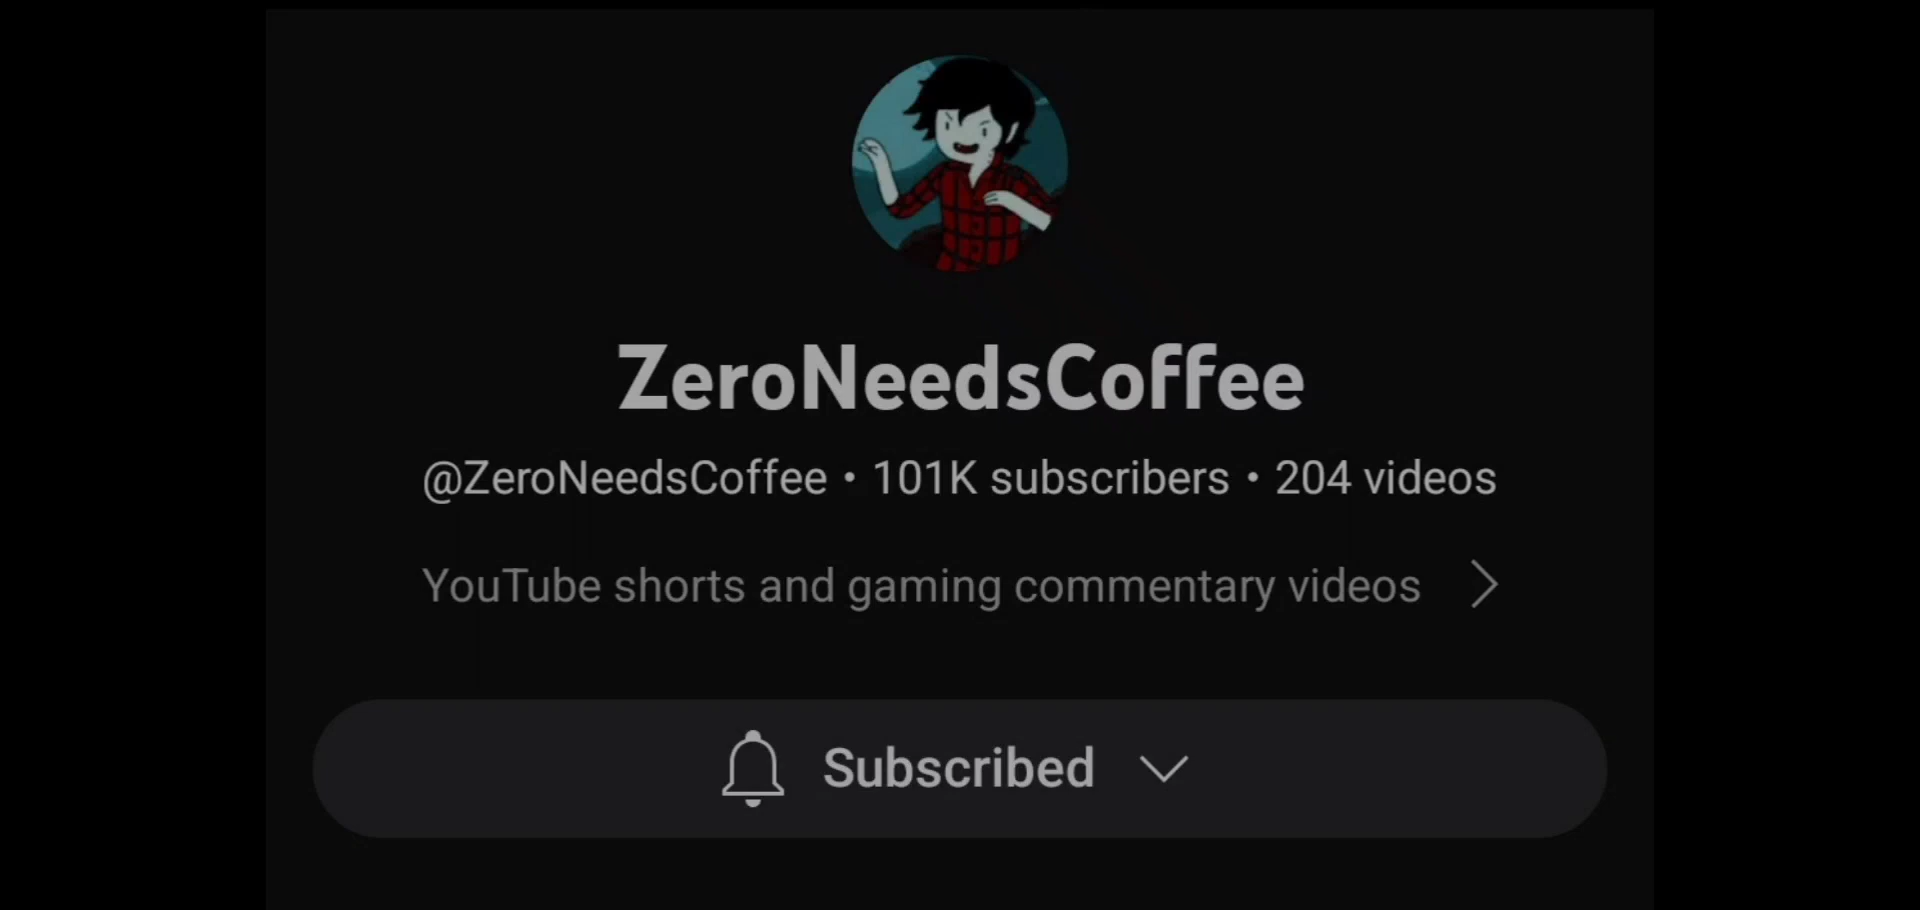 ZeroNeedsCoffee
@ZeroNeedsCoffee • 101K subscribers • 204 videos
YouTube shorts and gaming commentary videos
Subscribed